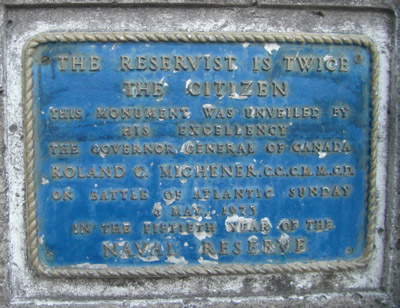 THE RESERVIST IS TWICE
THE CITIZEN
THIS MONUMENT WAS UNVEILED BY
HIS EXCELLENCY
THE GOVERNOR GENERAL OF CANADA
ROLAND C. MICHENER, C.C., C.M.M., C.D.
ON BATTLE OF ATLANTIC SUNDAY
MAY, 1973
IN THE FIFTIETH YEAR OF THE
NAVAL RESERVE